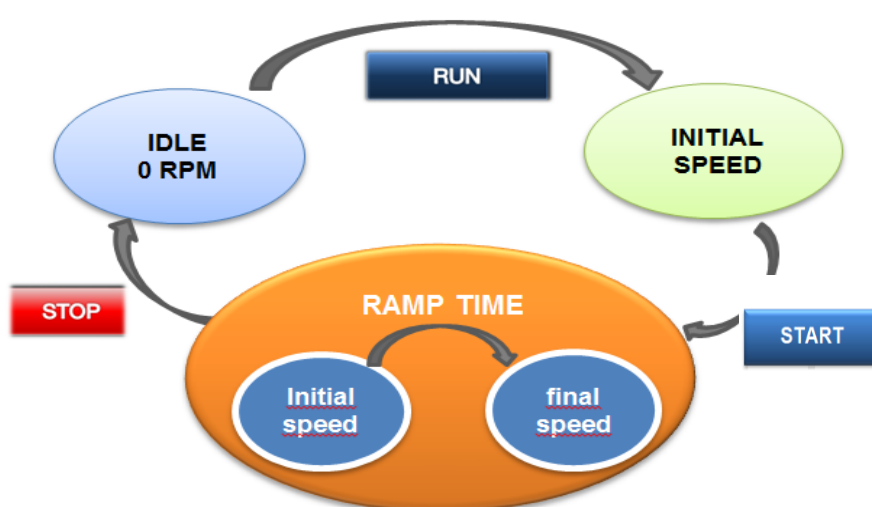 RUN
IDLE
0 RPM
INITIAL
SPEED
STOP
RAMP TIME
START
Initial
speed
final
speed